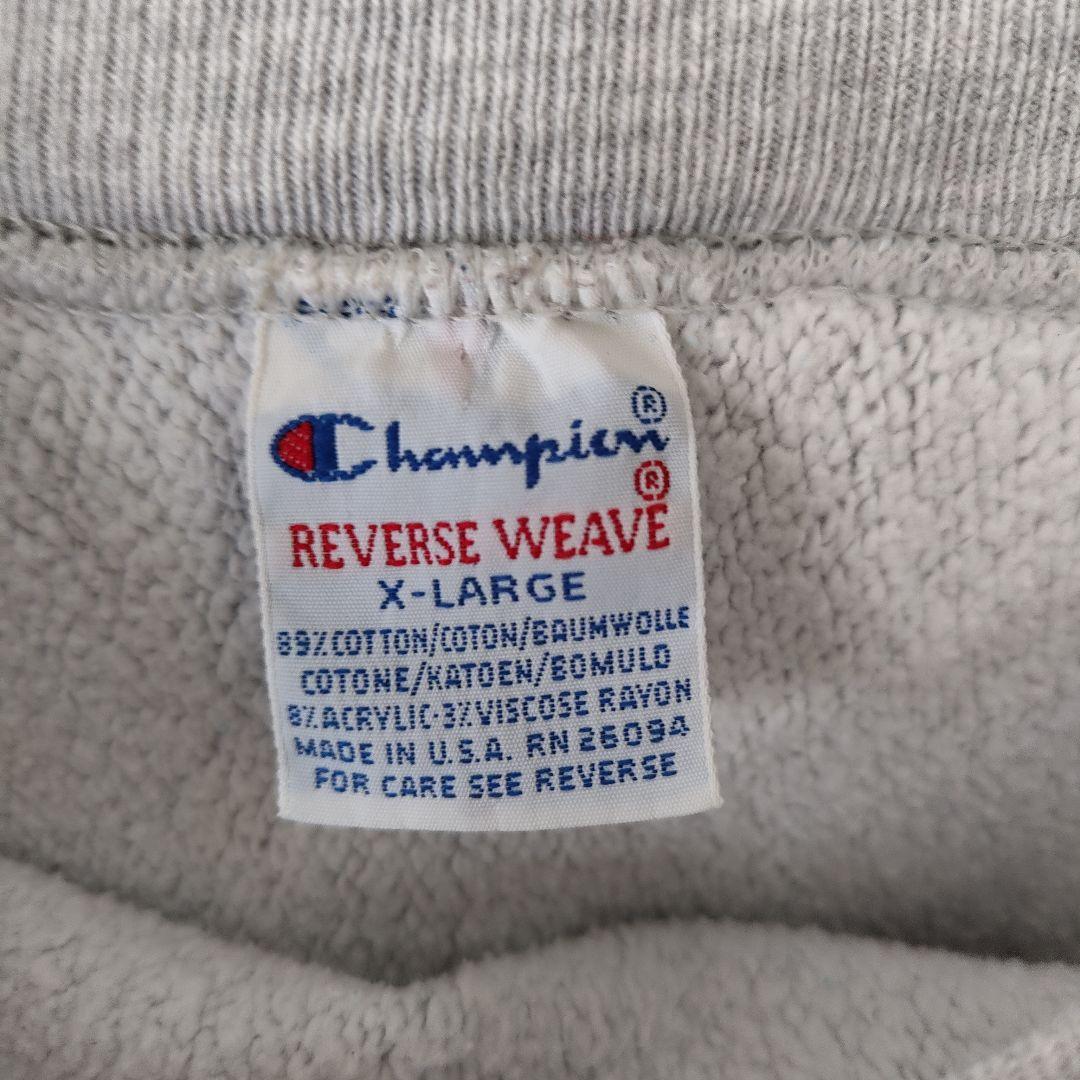 Champion®
REVERSE WEAVE®
X-LARGE
89% COTTON/COTON/BAUMWOLLE
COTONE/KATOEN/BOMULD
8% ACRYLIC-3% VISCOSE RAYON
MADE IN U.S.A. RN 26094
FOR CARE SEE REVERSE